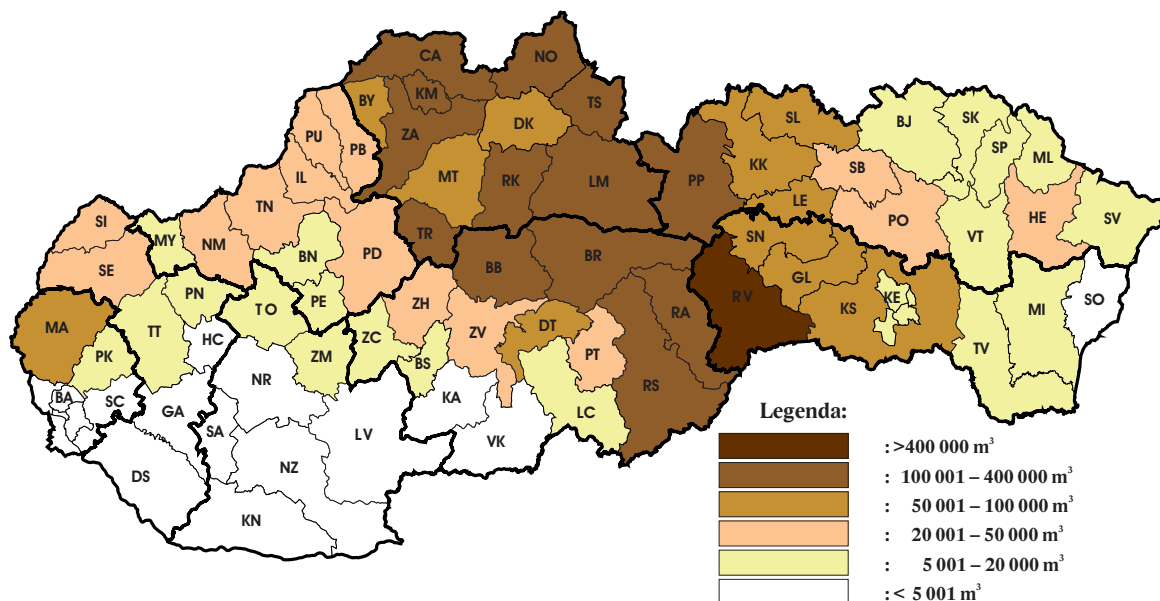 CA
NO
KM
TS
BY
ZA
DK
PU
PB
IL
MT
RK
LM
PP
KK
SL
LE
BJ
SK
SP
ML
SB
PO
HE
SV
VT
SI
SE
MY
NM
TN
BN
PD
TR
BB
BR
SN
GL
RV
KS
KE
SO
MI
TV
MA
PK
TT
PN
HC
TO
PE
ZH
ZC
BS
ZV
DT
PT
RA
RS
LC
ZM
BA
SC
GA
NR
SA
LV
KA
VK
NZ
DS
KN
Legenda:
:>400 000 m³
: 100 001 – 400 000 m³
: 50 001 – 100 000 m³
: 20 001 – 50 000 m³
: 5 001 – 20 000 m³
:< 5 001 m³